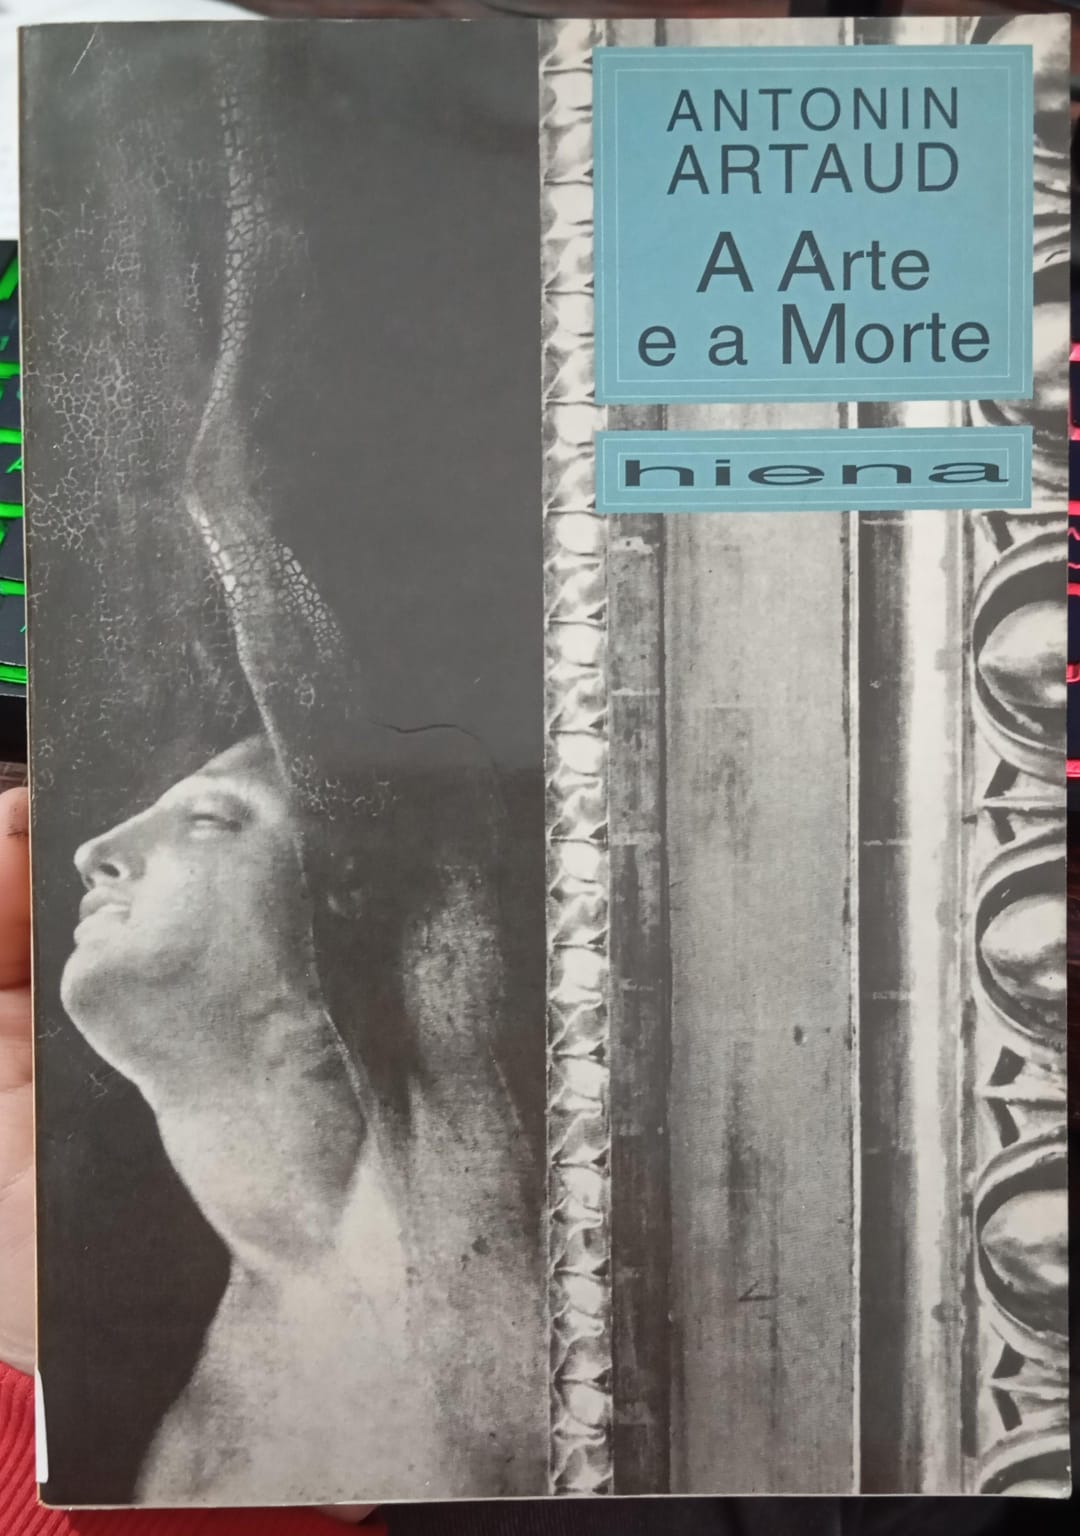 ANTONIN
ARTAUD
A Arte
e a Morte
hiena